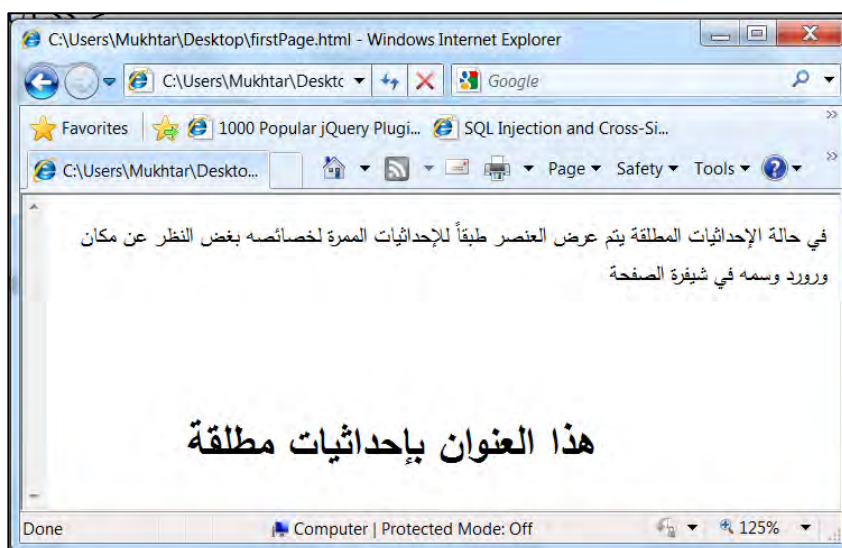 C:\Users\Mukhtar\Desktop\firstPage.html - Windows Internet Explorer
C:\Users\Mukhtar\Deskto
Google
Favorites
1000 Popular jQuery Plugi...
SQL Injection and Cross-Si...
C:\Users\Mukhtar\Deskto...
Page
Safety
Tools
في حالة الإحداثيات المطلقة يتم عرض العنصر طبقاً للإحداثيات الممرة لخصائصه بغض النظر عن مكان
ورورد وسمه في شيفرة الصفحة
هذا العنوان بإحداثيات مطلقة
Done
Computer | Protected Mode: Off
125%